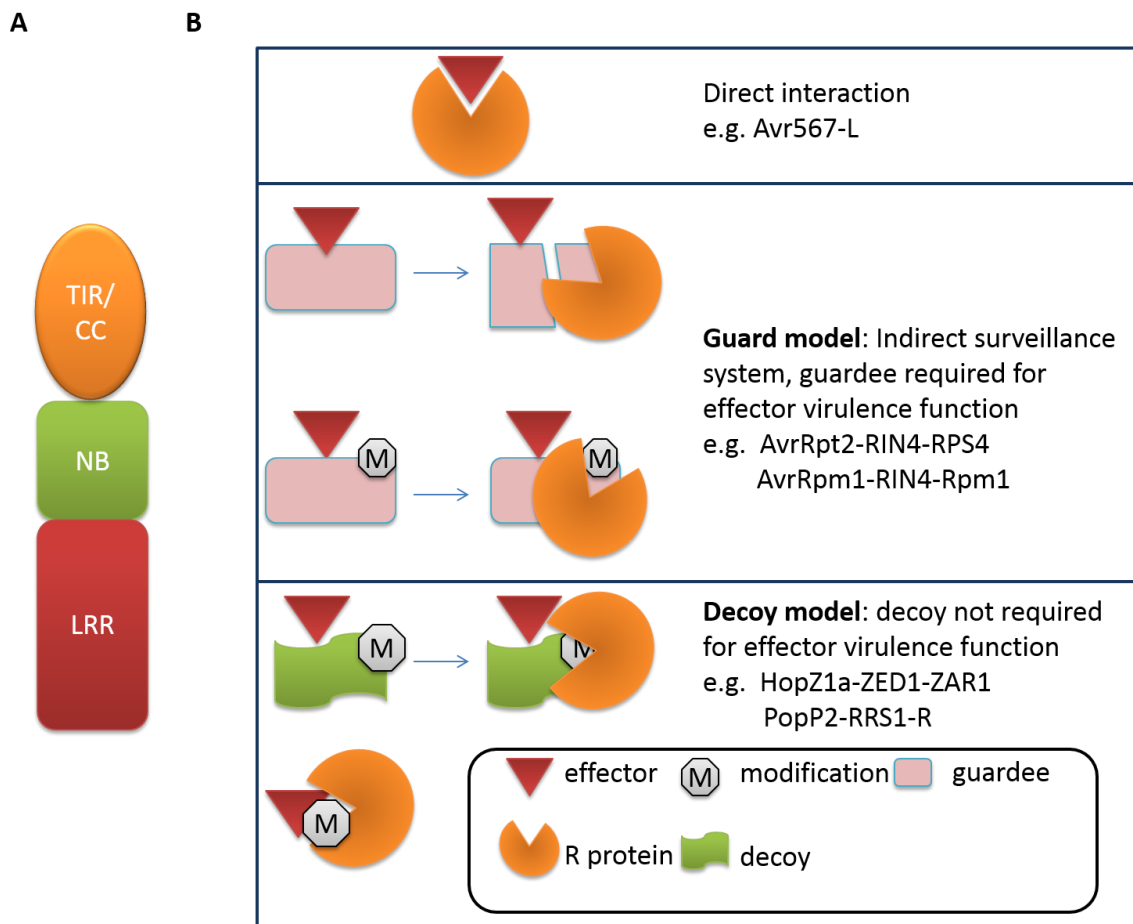 A
B
TIR/
CC
NB
LRR
Direct interaction
e.g. Avr567-L
Guard model: Indirect surveillance
system, guardee required for
effector virulence function
e.g. AvrRpt2-RIN4-RPS4
AvrRpm1-RIN4-Rpm1
M
M
Decoy model: decoy not required
for effector virulence function
e.g. HopZ1a-ZED1-ZAR1
PopP2-RRS1-R
M
M
M
effector
M
modification
guardee
R protein
decoy